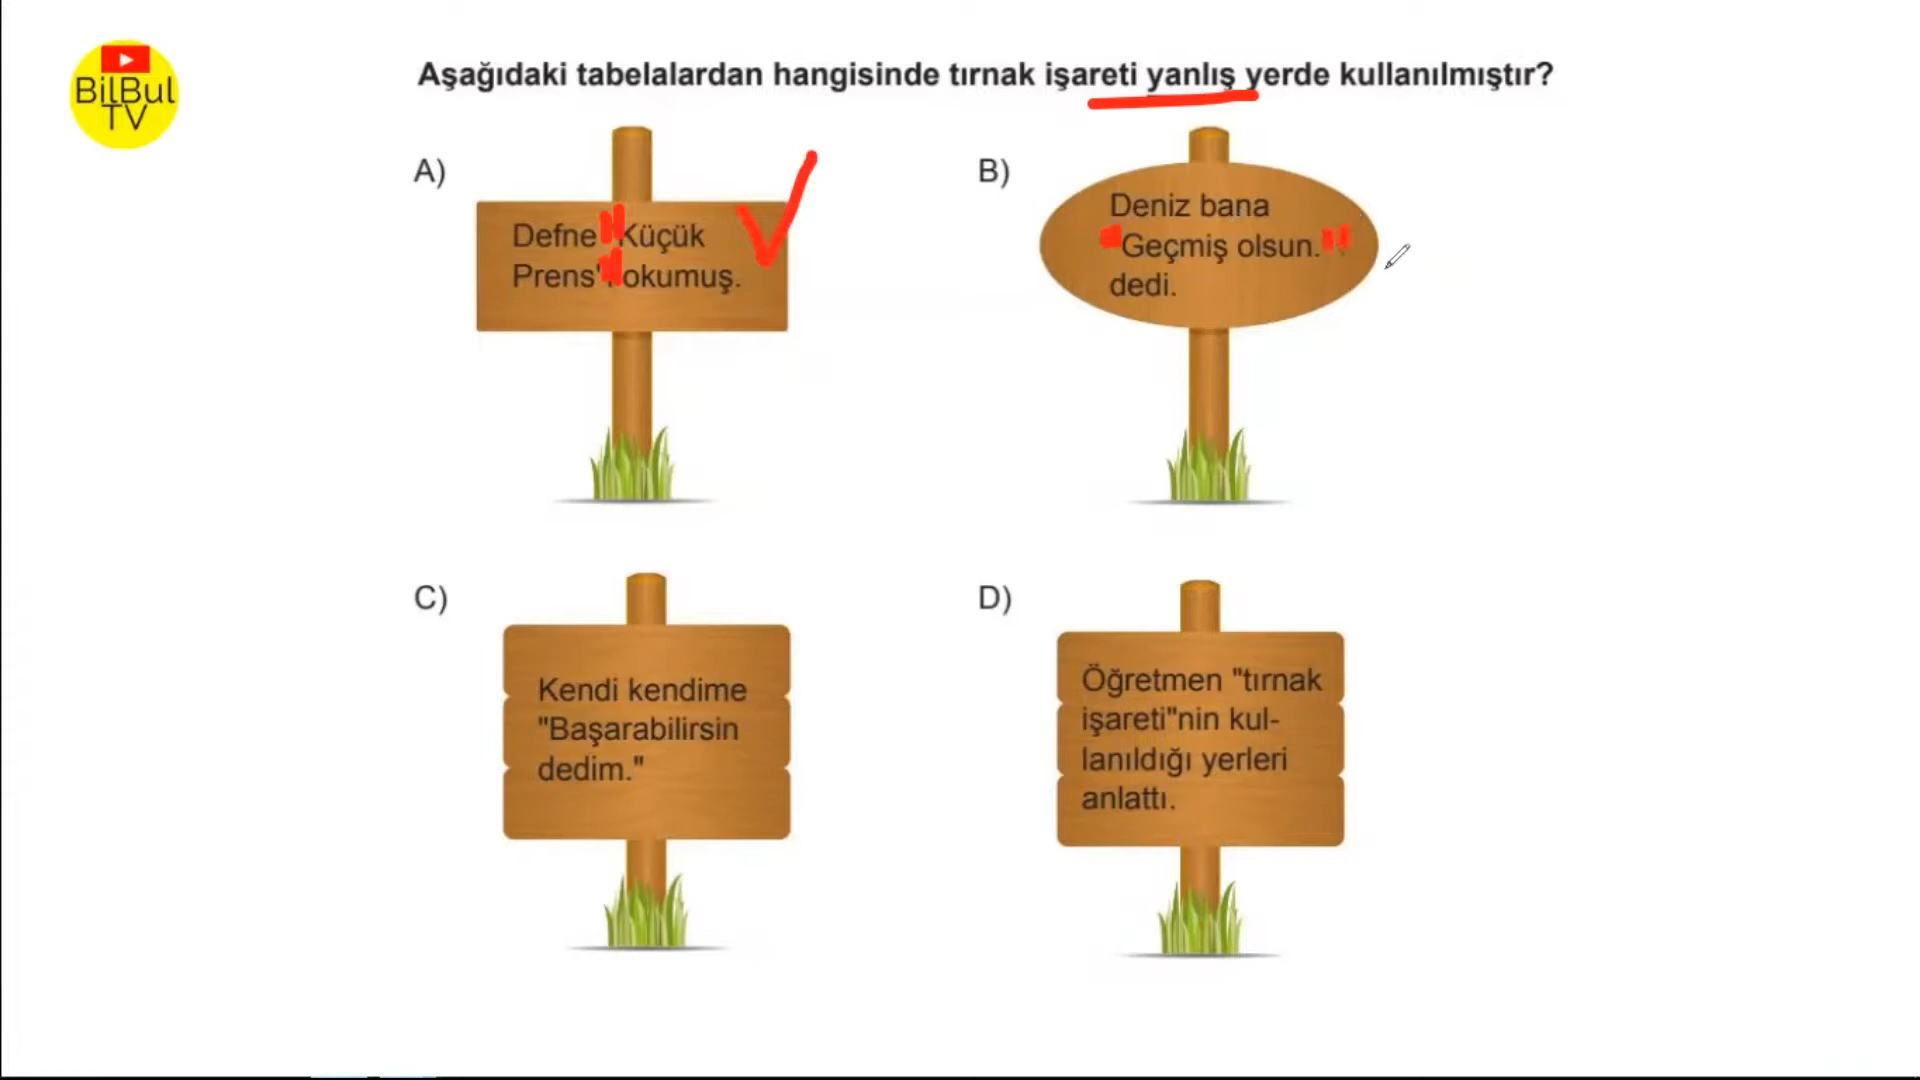 BilBul
TV
Aşağıdaki tabelalardan hangisinde tırnak işareti yanlış yerde kullanılmıştır?
A)
Defne "Küçük
Prens'i okumuş.
B)
Deniz bana
"Geçmiş olsun."
dedi.
C)
Kendi kendime
"Başarabilirsin
dedim."
D)
Öğretmen "tırnak
işareti"nin kul-
lanıldığı yerleri
anlattı.